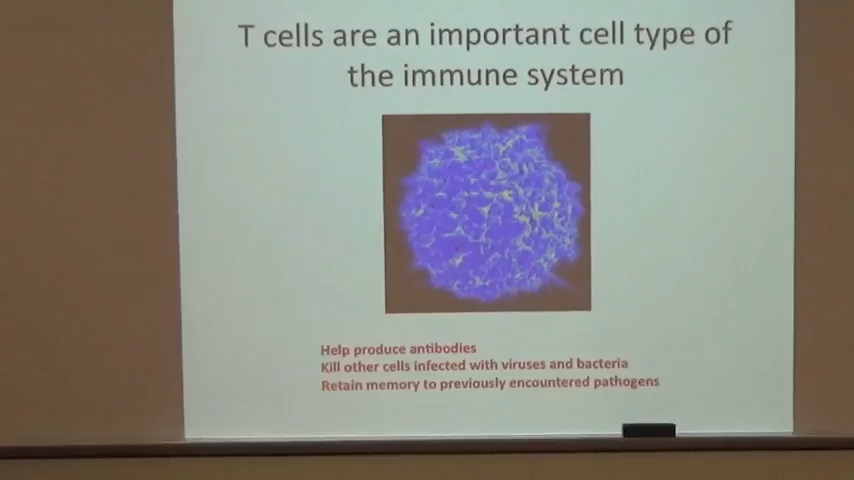 T cells are an important cell type of
the immune system
Help produce antibodies
Kill other cells infected with viruses and bacteria
Retain memory to previously encountered pathogens